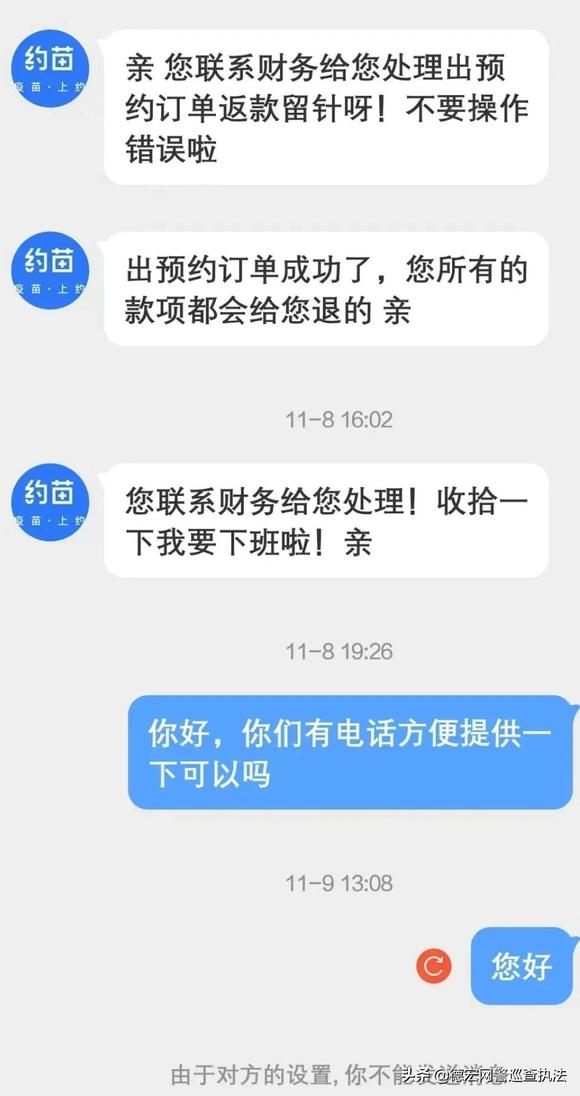 约苗
疫苗·上约
亲 您联系财务给您处理出预
约订单返款留针呀！不要操作
错误啦
约苗
疫苗·上约
出预约订单成功了，您所有的
款项都会给您退的 亲
11-8 16:02
约苗
疫苗·上约
您联系财务给您处理！收拾一
下我要下班啦！亲
11-8 19:26
你好，你们有电话方便提供一
下可以吗
11-9 13:08
您好
由于对方的设置,你不能
头条@德宏网警巡查执法